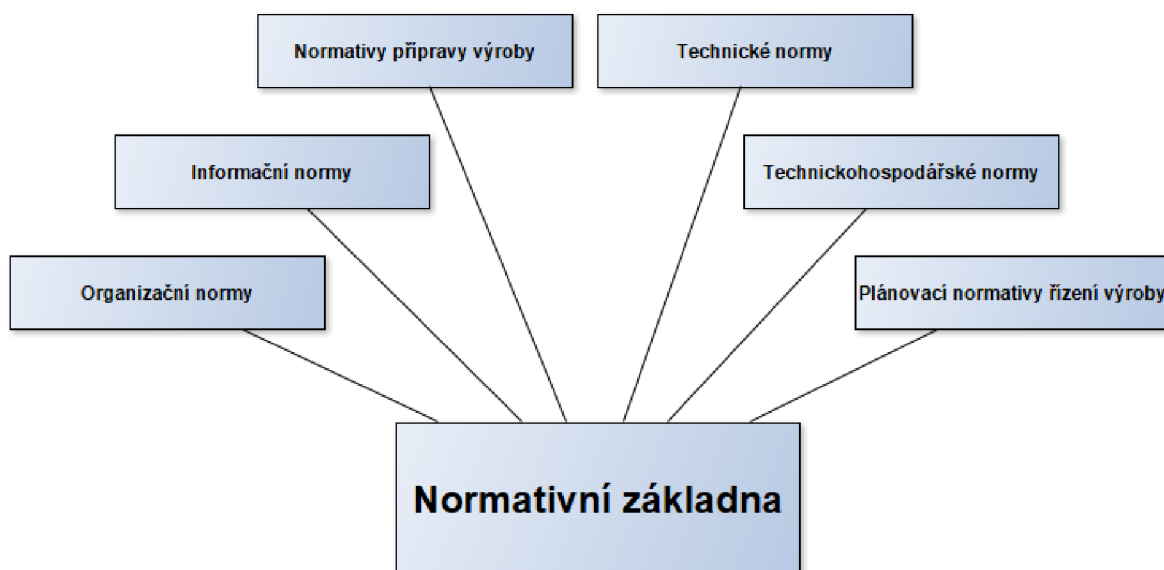 Normativy přípravy výroby
Technické normy
Informační normy
Technickohospodářské normy
Organizační normy
Plánovací normativy řízení výroby
Normativní základna